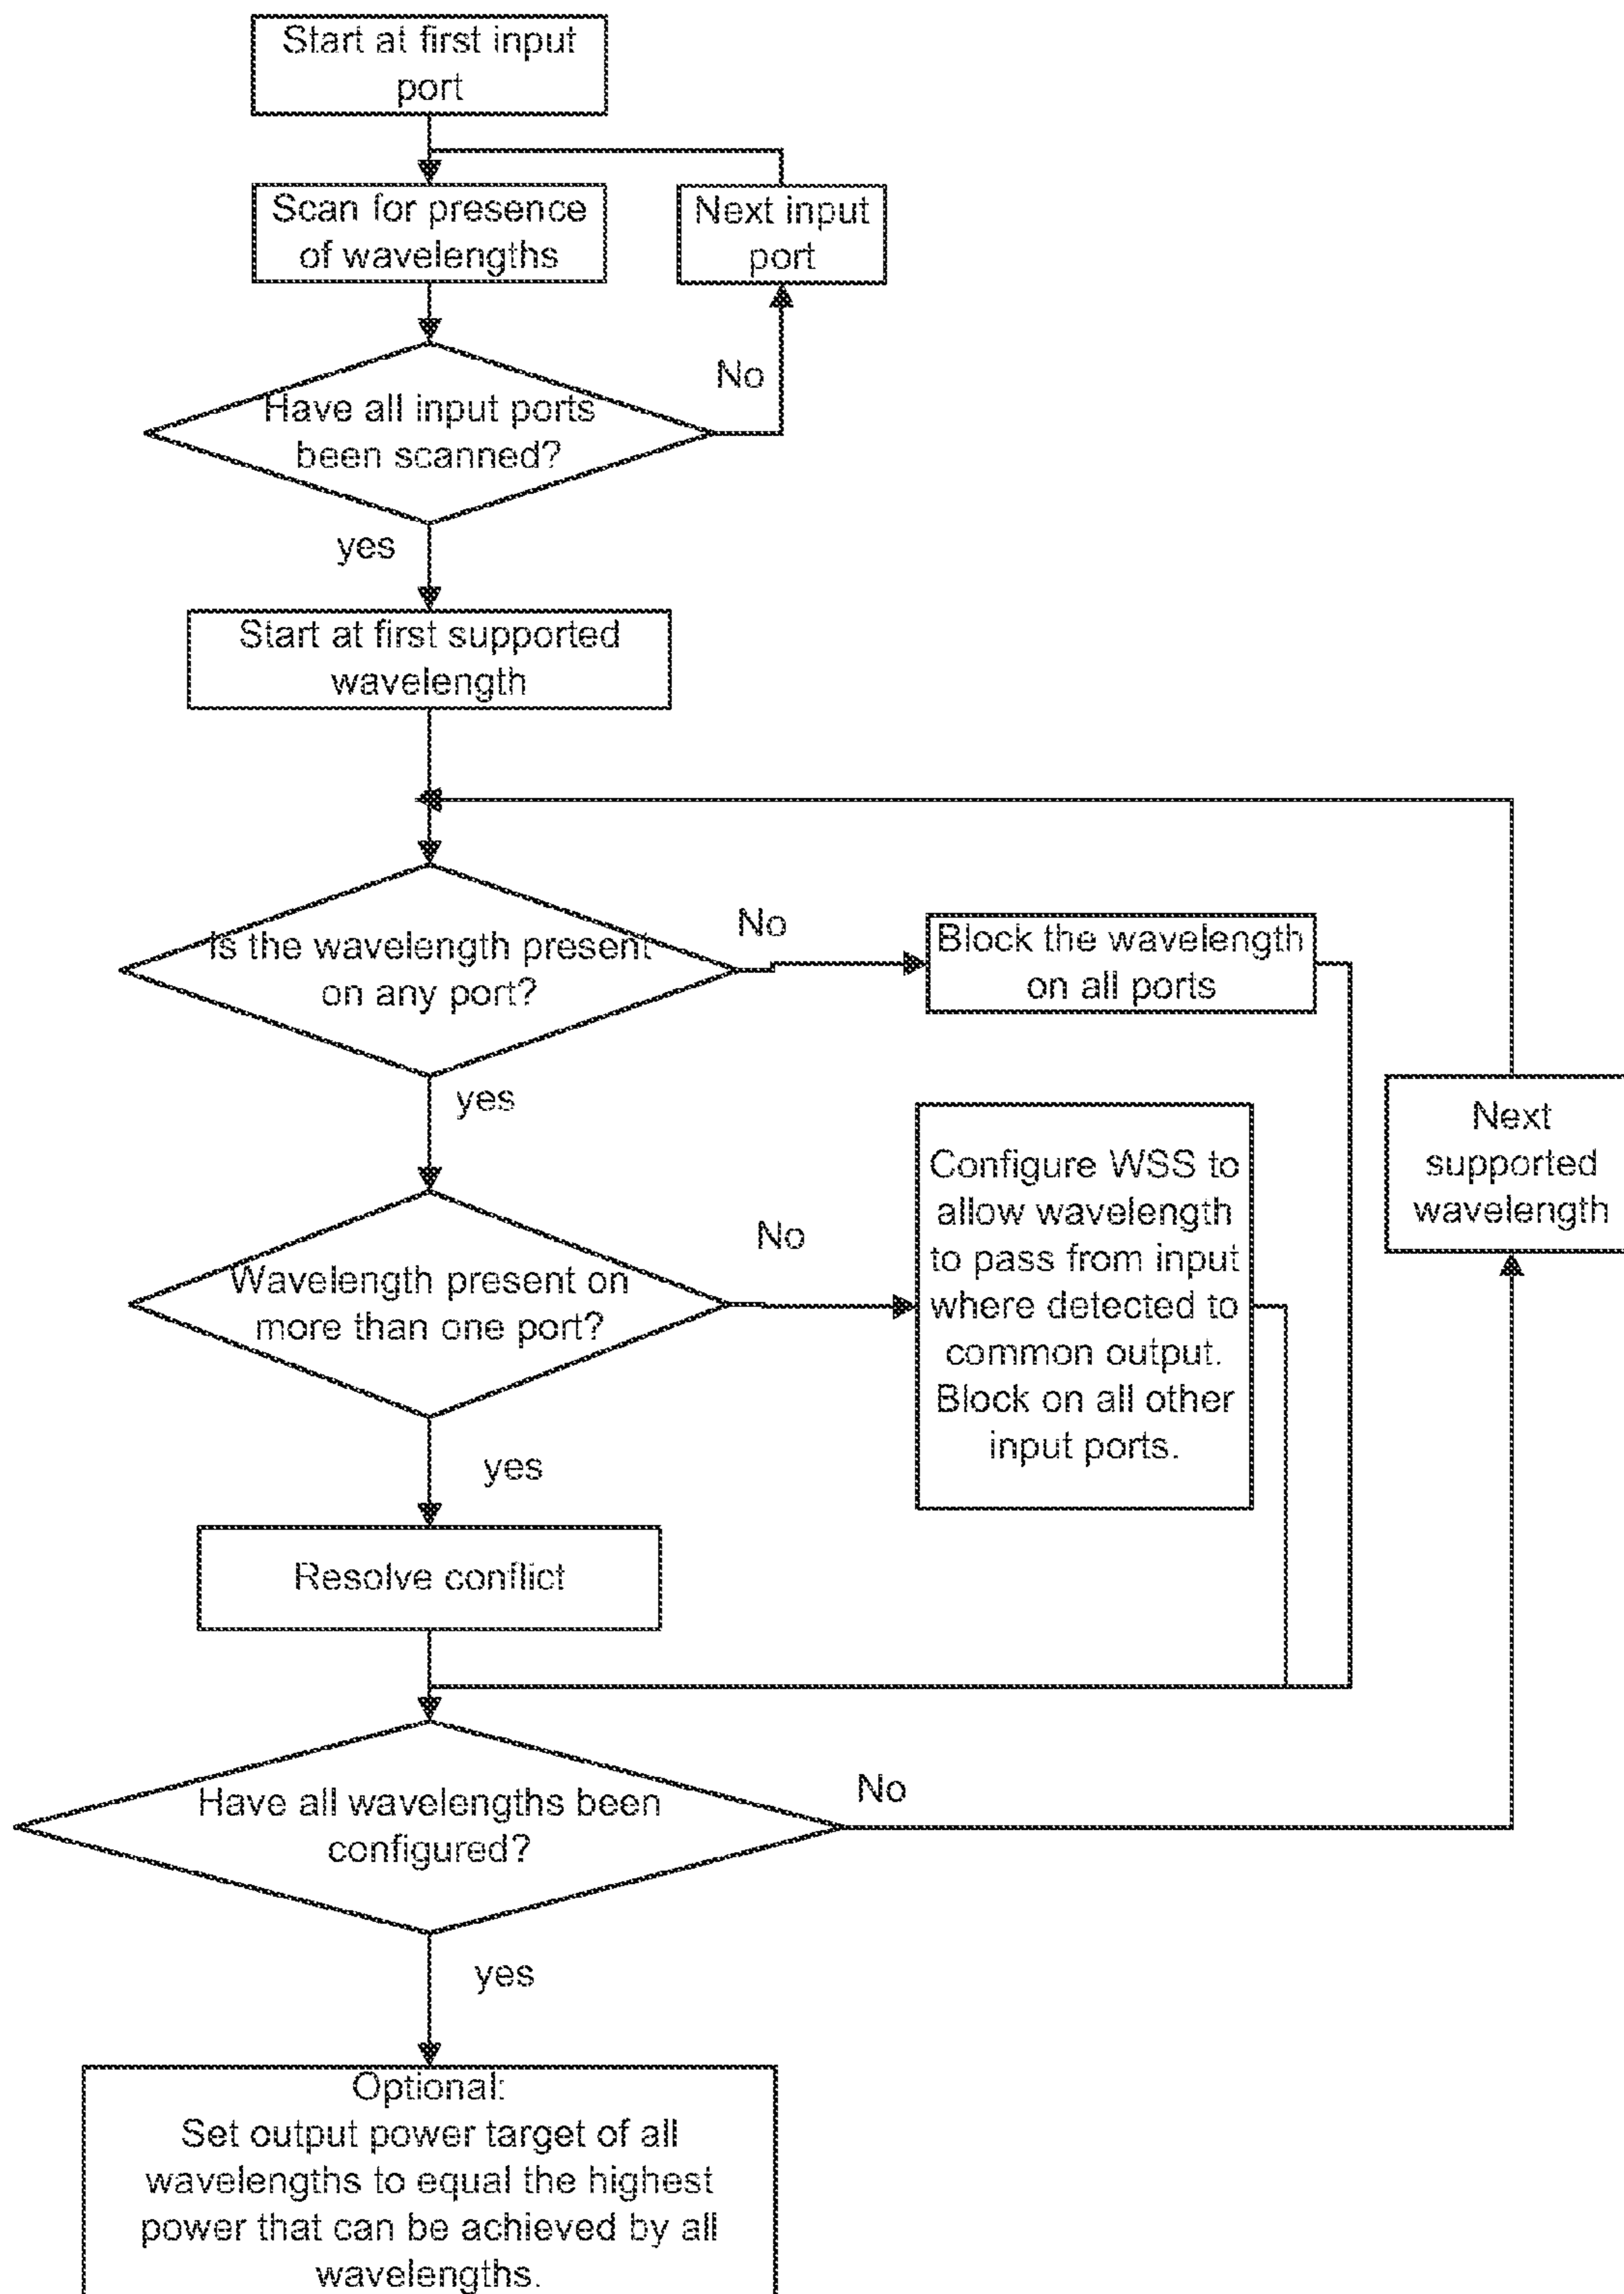 Start at first input
port
Scan for presence
of wavelengths
Next input
port
No
Have all input ports
been scanned?
yes
Start at first supported
wavelength
No
Is the wavelength present
on any port?
Block the wavelength
on all ports
yes
Next
supported
wavelength
Configure WSS to
allow wavelength
to pass from input
where detected to
common output.
Block on all other
input ports.
No
Wavelength present on
more than one port?
yes
Resolve conflict
No
Have all wavelengths been
configured?
yes
Optional:
Set output power target of all
wavelengths to equal the highest
power that can be achieved by all
wavelengths.